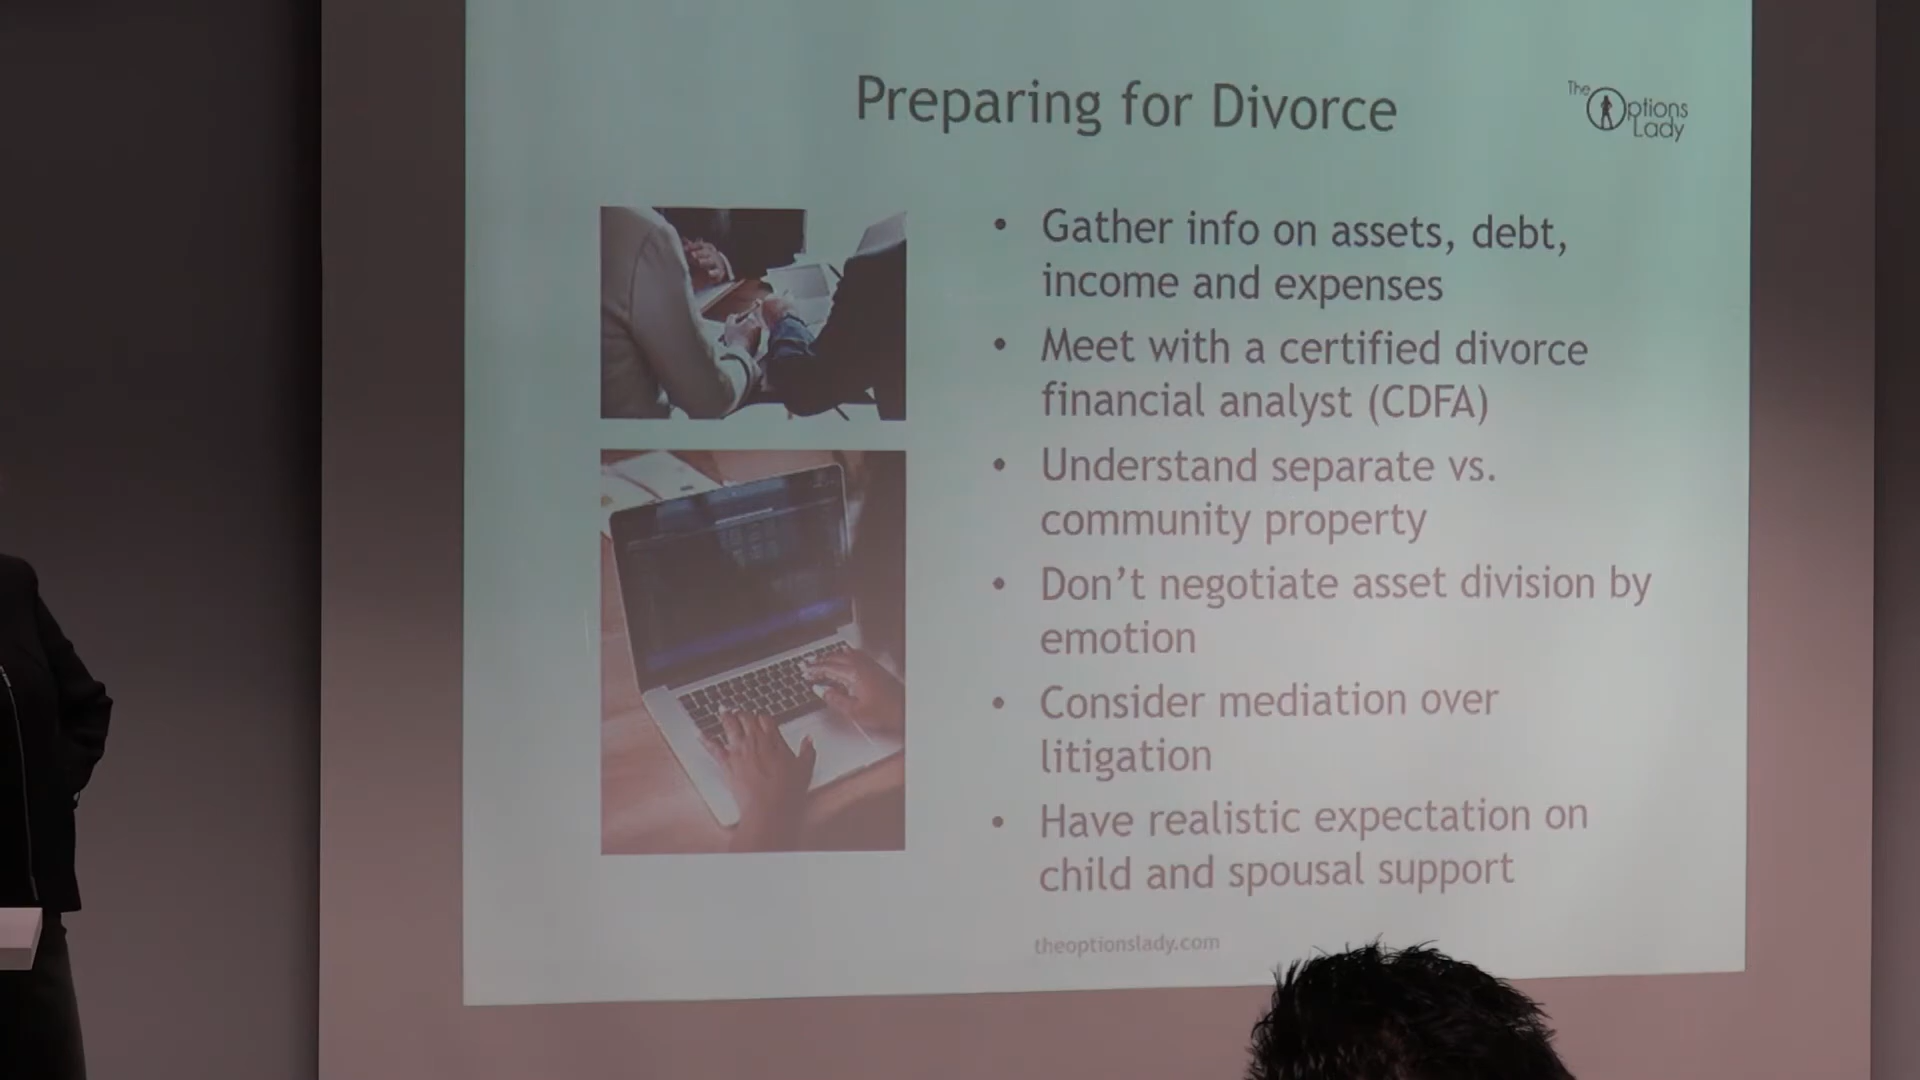 Preparing for Divorce
The Options
Lady
• Gather info on assets, debt,
income and expenses
• Meet with a certified divorce
financial analyst (CDFA)
• Understand separate vs.
community property
• Don’t negotiate asset division by
emotion
• Consider mediation over
litigation
• Have realistic expectation on
child and spousal support
theoptionslady.com